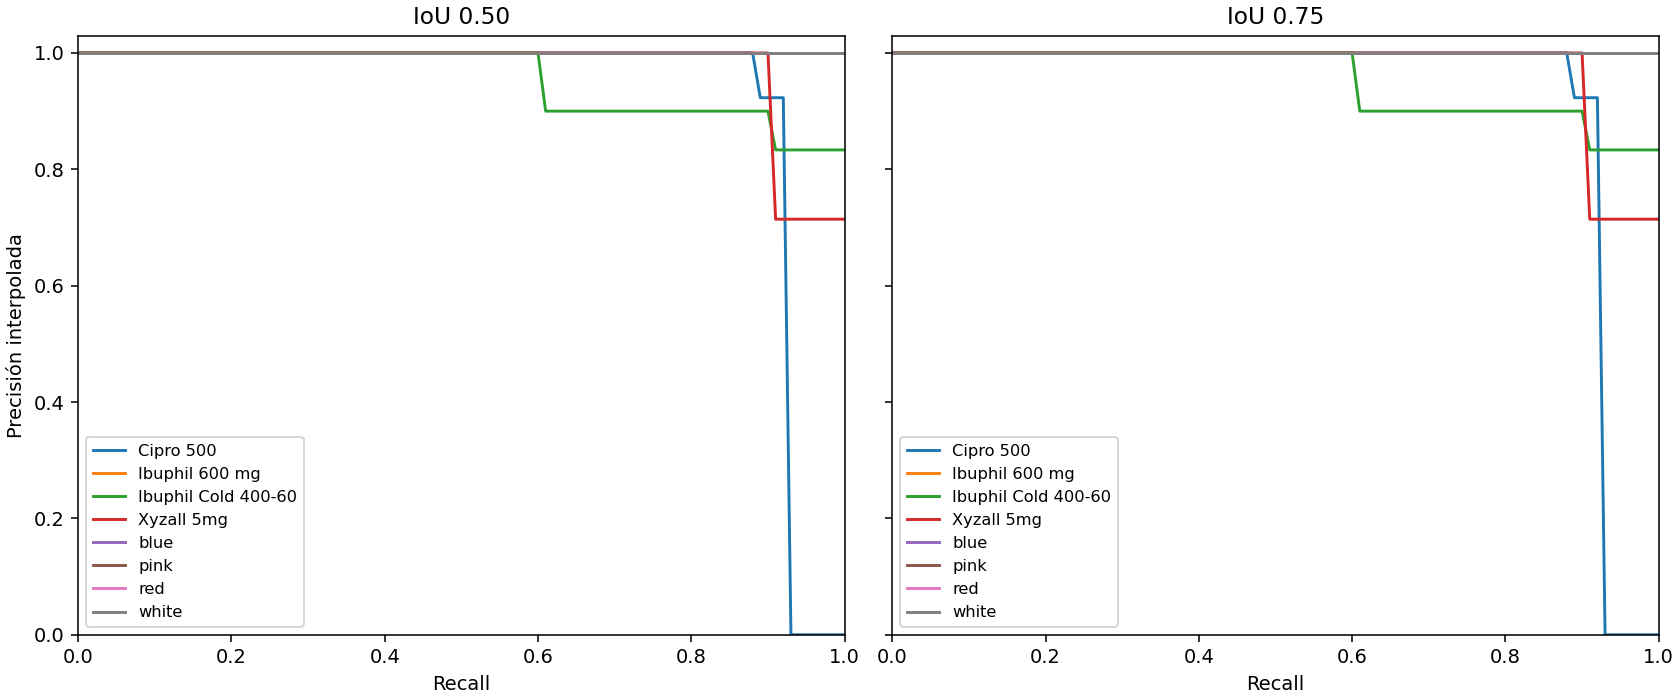 IoU 0.50
1.0
0.8
0.6
0.4
0.2
0.0
Precisión interpolada
Cipro 500
Ibuphil 600 mg
Ibuphil Cold 400-60
Xyzall 5mg
blue
pink
red
white
0.0 0.2 0.4 0.6 0.8 1.0
Recall
IoU 0.75
Cipro 500
Ibuphil 600 mg
Ibuphil Cold 400-60
Xyzall 5mg
blue
pink
red
white
0.0 0.2 0.4 0.6 0.8 1.0
Recall